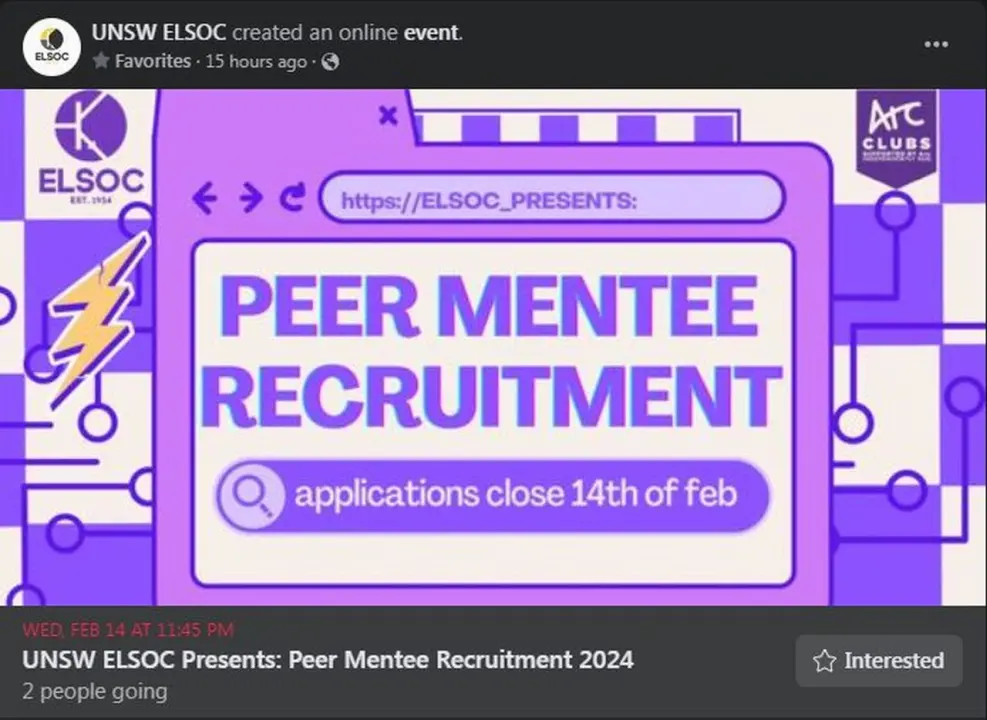 UNSW ELSOC created an online event.
Favorites · 15 hours ago ·
ELSOC
ELSOC
EST. 1934
ARC
CLUBS
https://ELSOC_PRESENTS:
PEER MENTEE
RECRUITMENT
applications close 14th of feb
WED, FEB 14 AT 11:45 PM
UNSW ELSOC Presents: Peer Mentee Recruitment 2024
2 people going
Interested